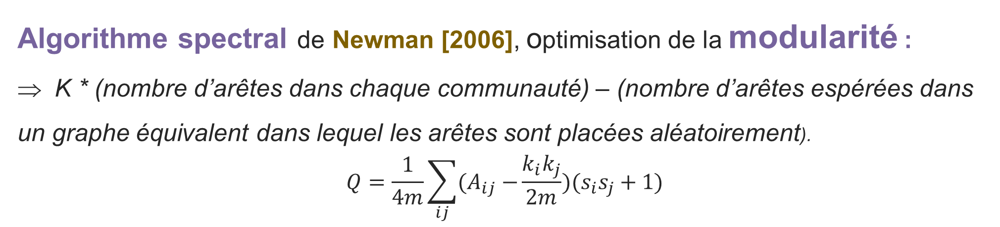 Algorithme spectral de Newman [2006], Optimisation de la modularité :
⇒ K * (nombre d’arêtes dans chaque communauté) – (nombre d’arêtes espérées dans
un graphe équivalent dans lequel les arêtes sont placées aléatoirement).
$Q = \frac{1}{4m} \sum_{ij} (A_{ij} - \frac{k_i k_j}{2m})(s_i s_j + 1)$